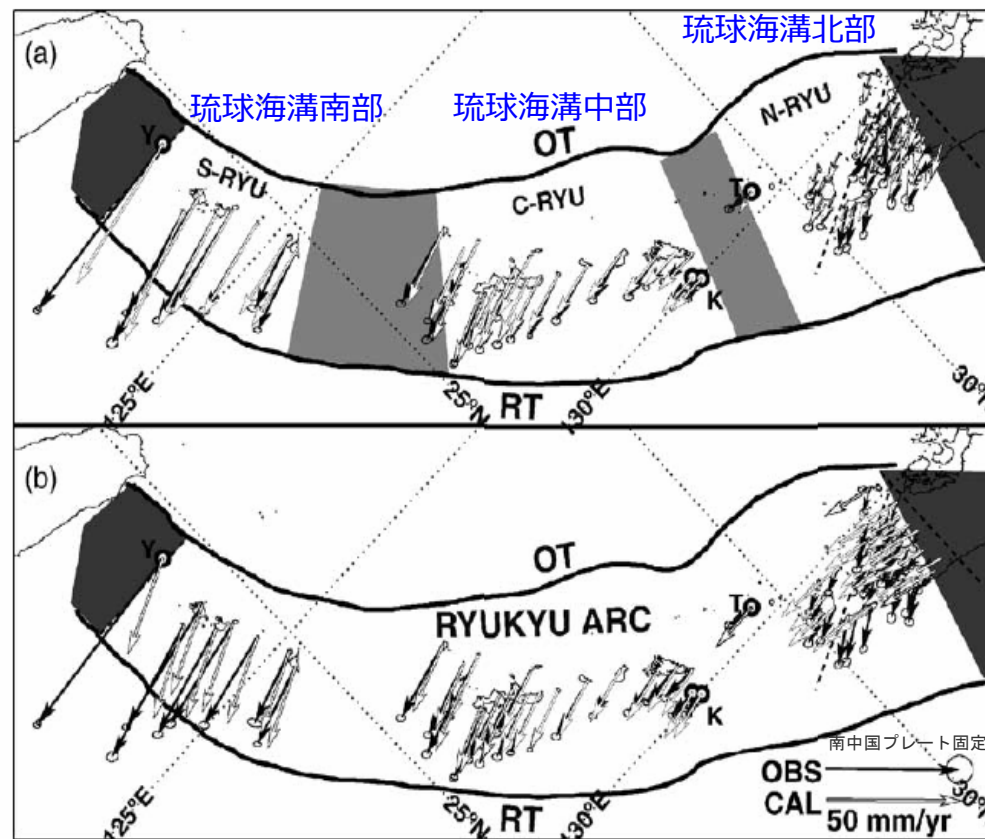 (a)
琉球海溝北部
琉球海溝南部
琉球海溝中部
N-RYU
OT
Y
S-RYU
C-RYU
T
K
125°E
25°N
RT
130°E
30°N
(b)
Y
OT
T
RYUKYU ARC
K
南中国プレート固定
OBS
CAL
50 mm/yr
125°E
25°N
RT
130°E
30°N